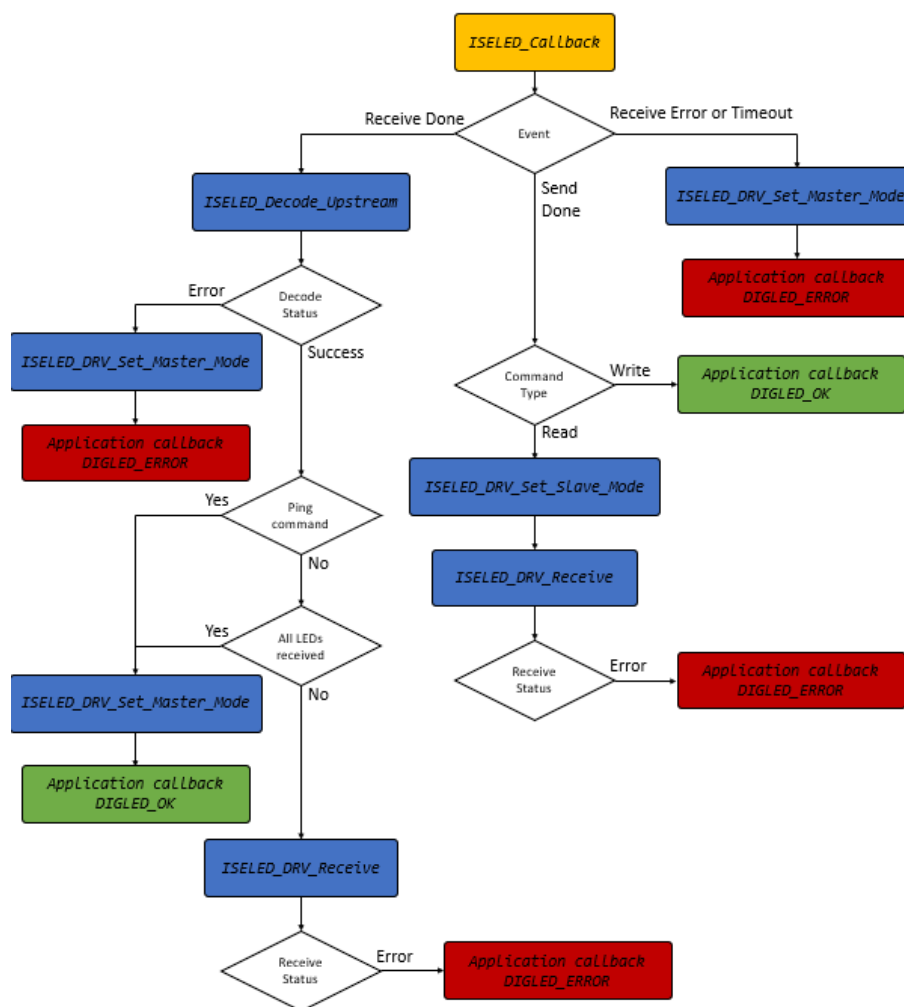 ISELED_Callback
Receive Done
Event
Receive Error or Timeout
Send
Done
ISELED_Decode_Upstream
ISELED_DRV_Set_Master_Mode
Application callback
DIGLED_ERROR
Error
Decode
Status
ISELED_DRV_Set_Master_Mode
Success
Application callback
DIGLED_ERROR
Command
Type
Write
Application callback
DIGLED_OK
Read
ISELED_DRV_Set_Slave_Mode
Yes
Ping
command
No
ISELED_DRV_Receive
Yes
All LEDs
received
No
Receive
Status
Error
Application callback
DIGLED_ERROR
ISELED_DRV_Set_Master_Mode
Application callback
DIGLED_OK
ISELED_DRV_Receive
Receive
Status
Error
Application callback
DIGLED_ERROR